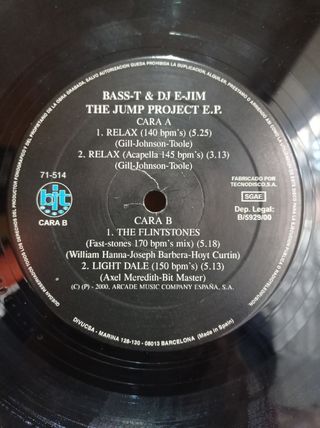 BASS-T & DJ E-JIM
THE JUMP PROJECT E.P.
CARA A
1. RELAX (140 bpm's) (5.25)
(Gill-Johnson-Toole)
2. RELAX (Acapella 145 bpm's) (3.13)
(Gill-Johnson-Toole)
71-514
bit
CARA B
FABRICADO POR
TECNODISCO, S.A.
SGAE
Dep. Legal:
B/5929/00
CARA B
1. THE FLINTSTONES
(Fast-stones 170 bpm's mix) (5.18)
(William Hanna-Joseph Barbera-Hoyt Curtin)
2. LIGHT DALE (150 bpm's) (5.13)
(Axel Meredith-Bit Master)
(C) (P) - 2000, ARCADE MUSIC COMPANY ESPAÑA, S.A.
DIVUCSA - MARINA 128-130 - 08013 BARCELONA (Made in Spain)